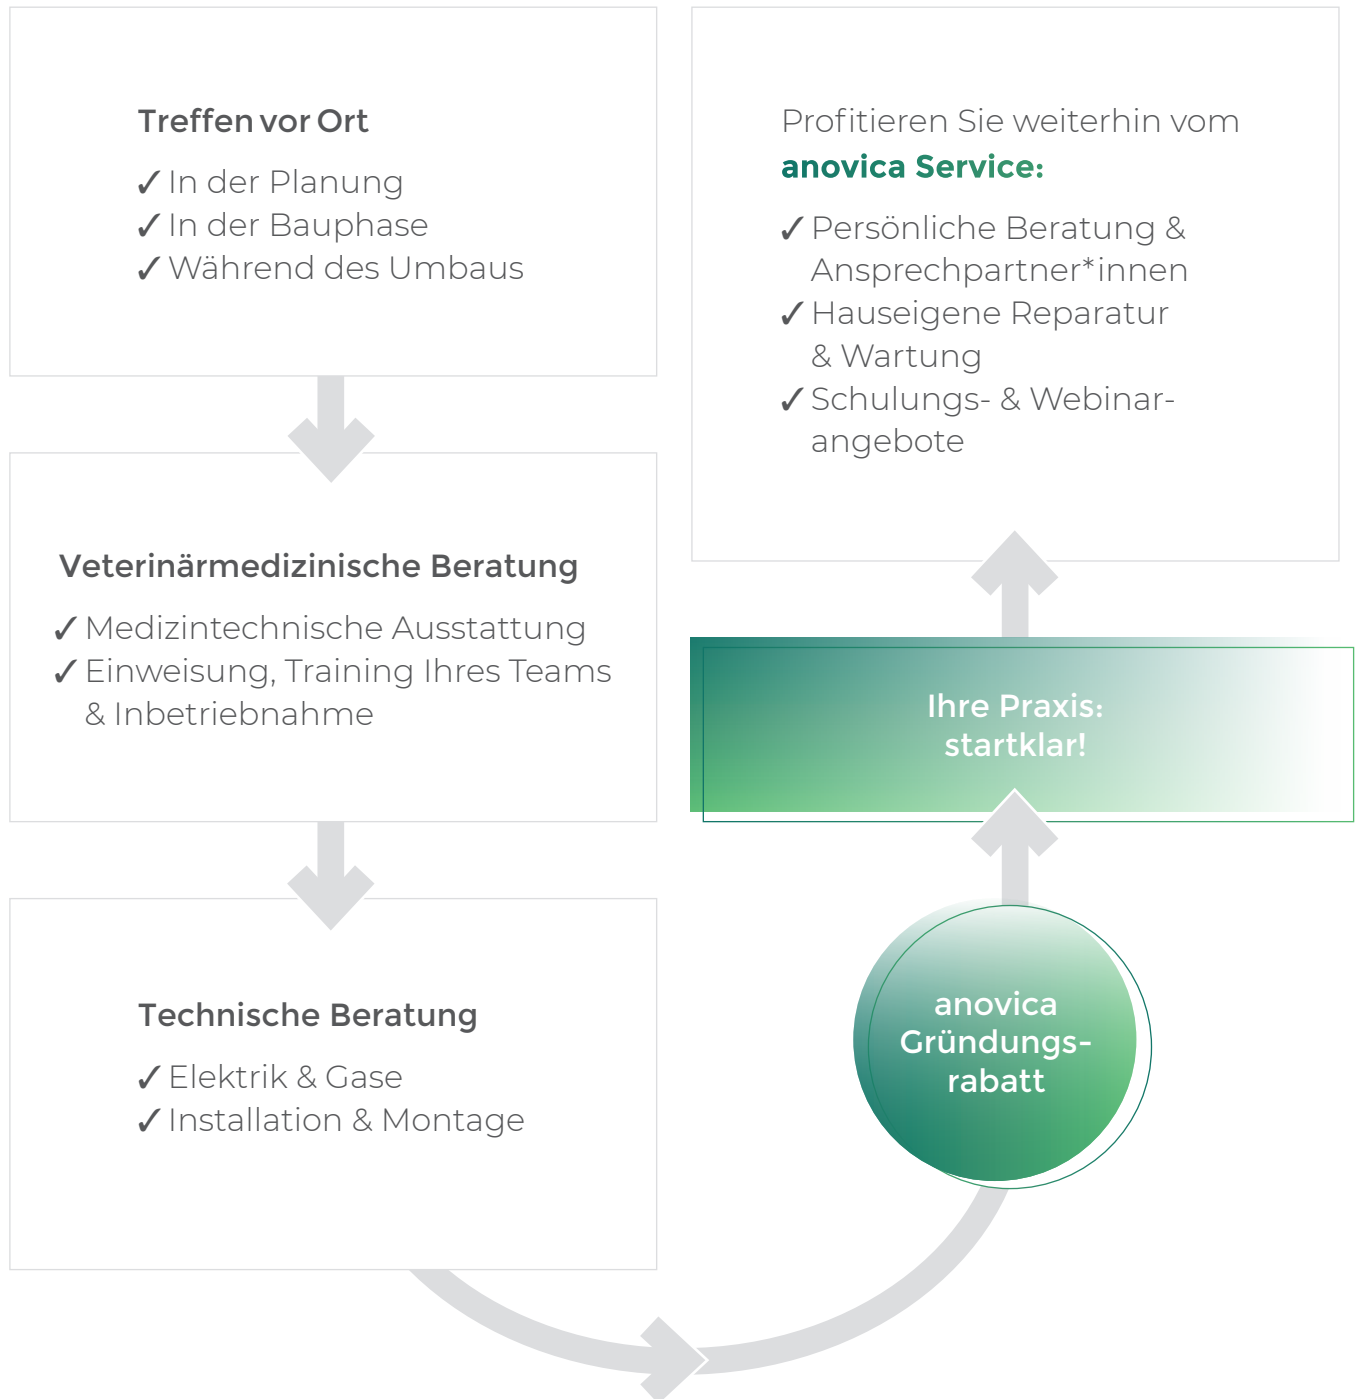 Treffen vor Ort
✓ In der Planung
✓ In der Bauphase
✓ Während des Umbaus
Veterinärmedizinische Beratung
✓ Medizintechnische Ausstattung
✓ Einweisung, Training Ihres Teams
& Inbetriebnahme
Technische Beratung
✓ Elektrik & Gase
✓ Installation & Montage
anovica
Gründungs-
rabatt
Ihre Praxis:
startklar!
Profitieren Sie weiterhin vom
anovica Service:
✓ Persönliche Beratung &
Ansprechpartner*innen
✓ Hauseigene Reparatur
& Wartung
✓ Schulungs- & Webinar-
angebote